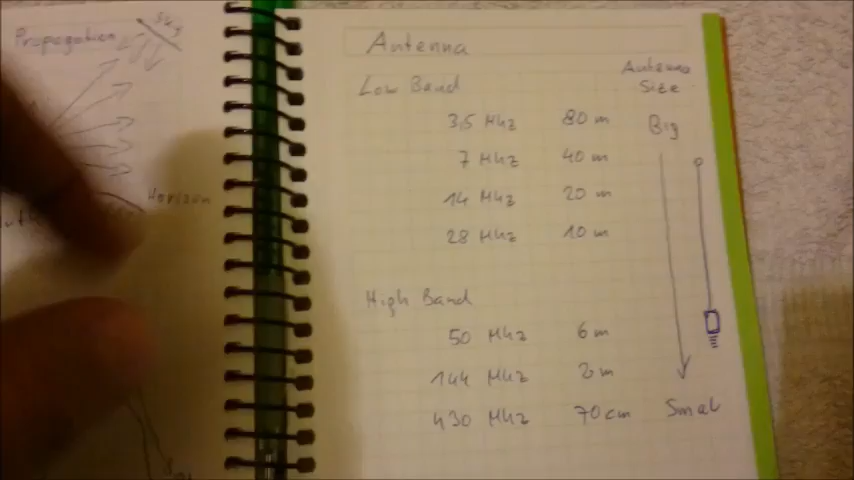 Propagation
Sky
Horizon
Antenna
Low Band
Antenna
Size
3,5 MHz 80 m
Big
7 MHz 40 m
14 MHz 20 m
28 MHz 10 m
High Band
50 MHz 6 m
144 MHz 2 m
430 MHz 70 cm
Smal